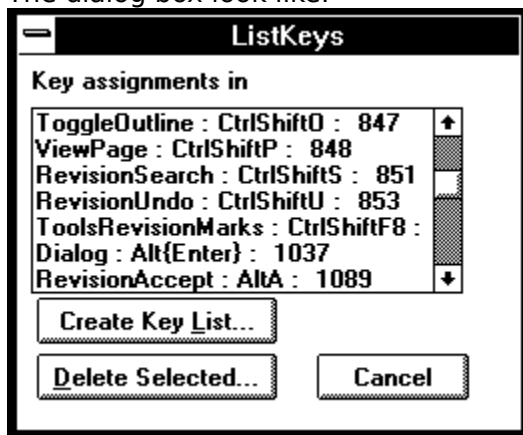 The dialog box look like:
ListKeys
Key assignments in
ToggleOutline : CtrlShiftO : 847
ViewPage : CtrlShiftP : 848
RevisionSearch : CtrlShiftS : 851
RevisionUndo : CtrlShiftU : 853
ToolsRevisionMarks : CtrlShiftF8 :
Dialog : Alt{Enter} : 1037
RevisionAccept : AltA : 1089
Create Key List...
Delete Selected... Cancel